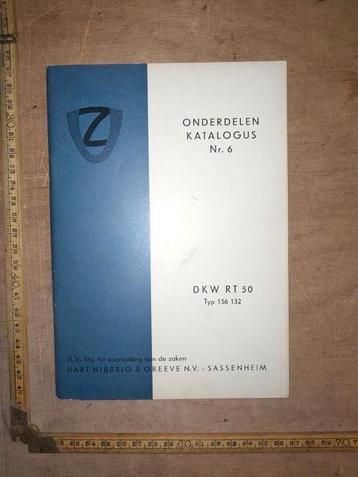 Z
ONDERDELEN
KATALOGUS
Nr. 6
DKW RT 50
Typ 156 132
N.V. Mij. tot voortzetting van de zaken
HART NIBBRIG & GREEVE N.V. - SASSENHEIM